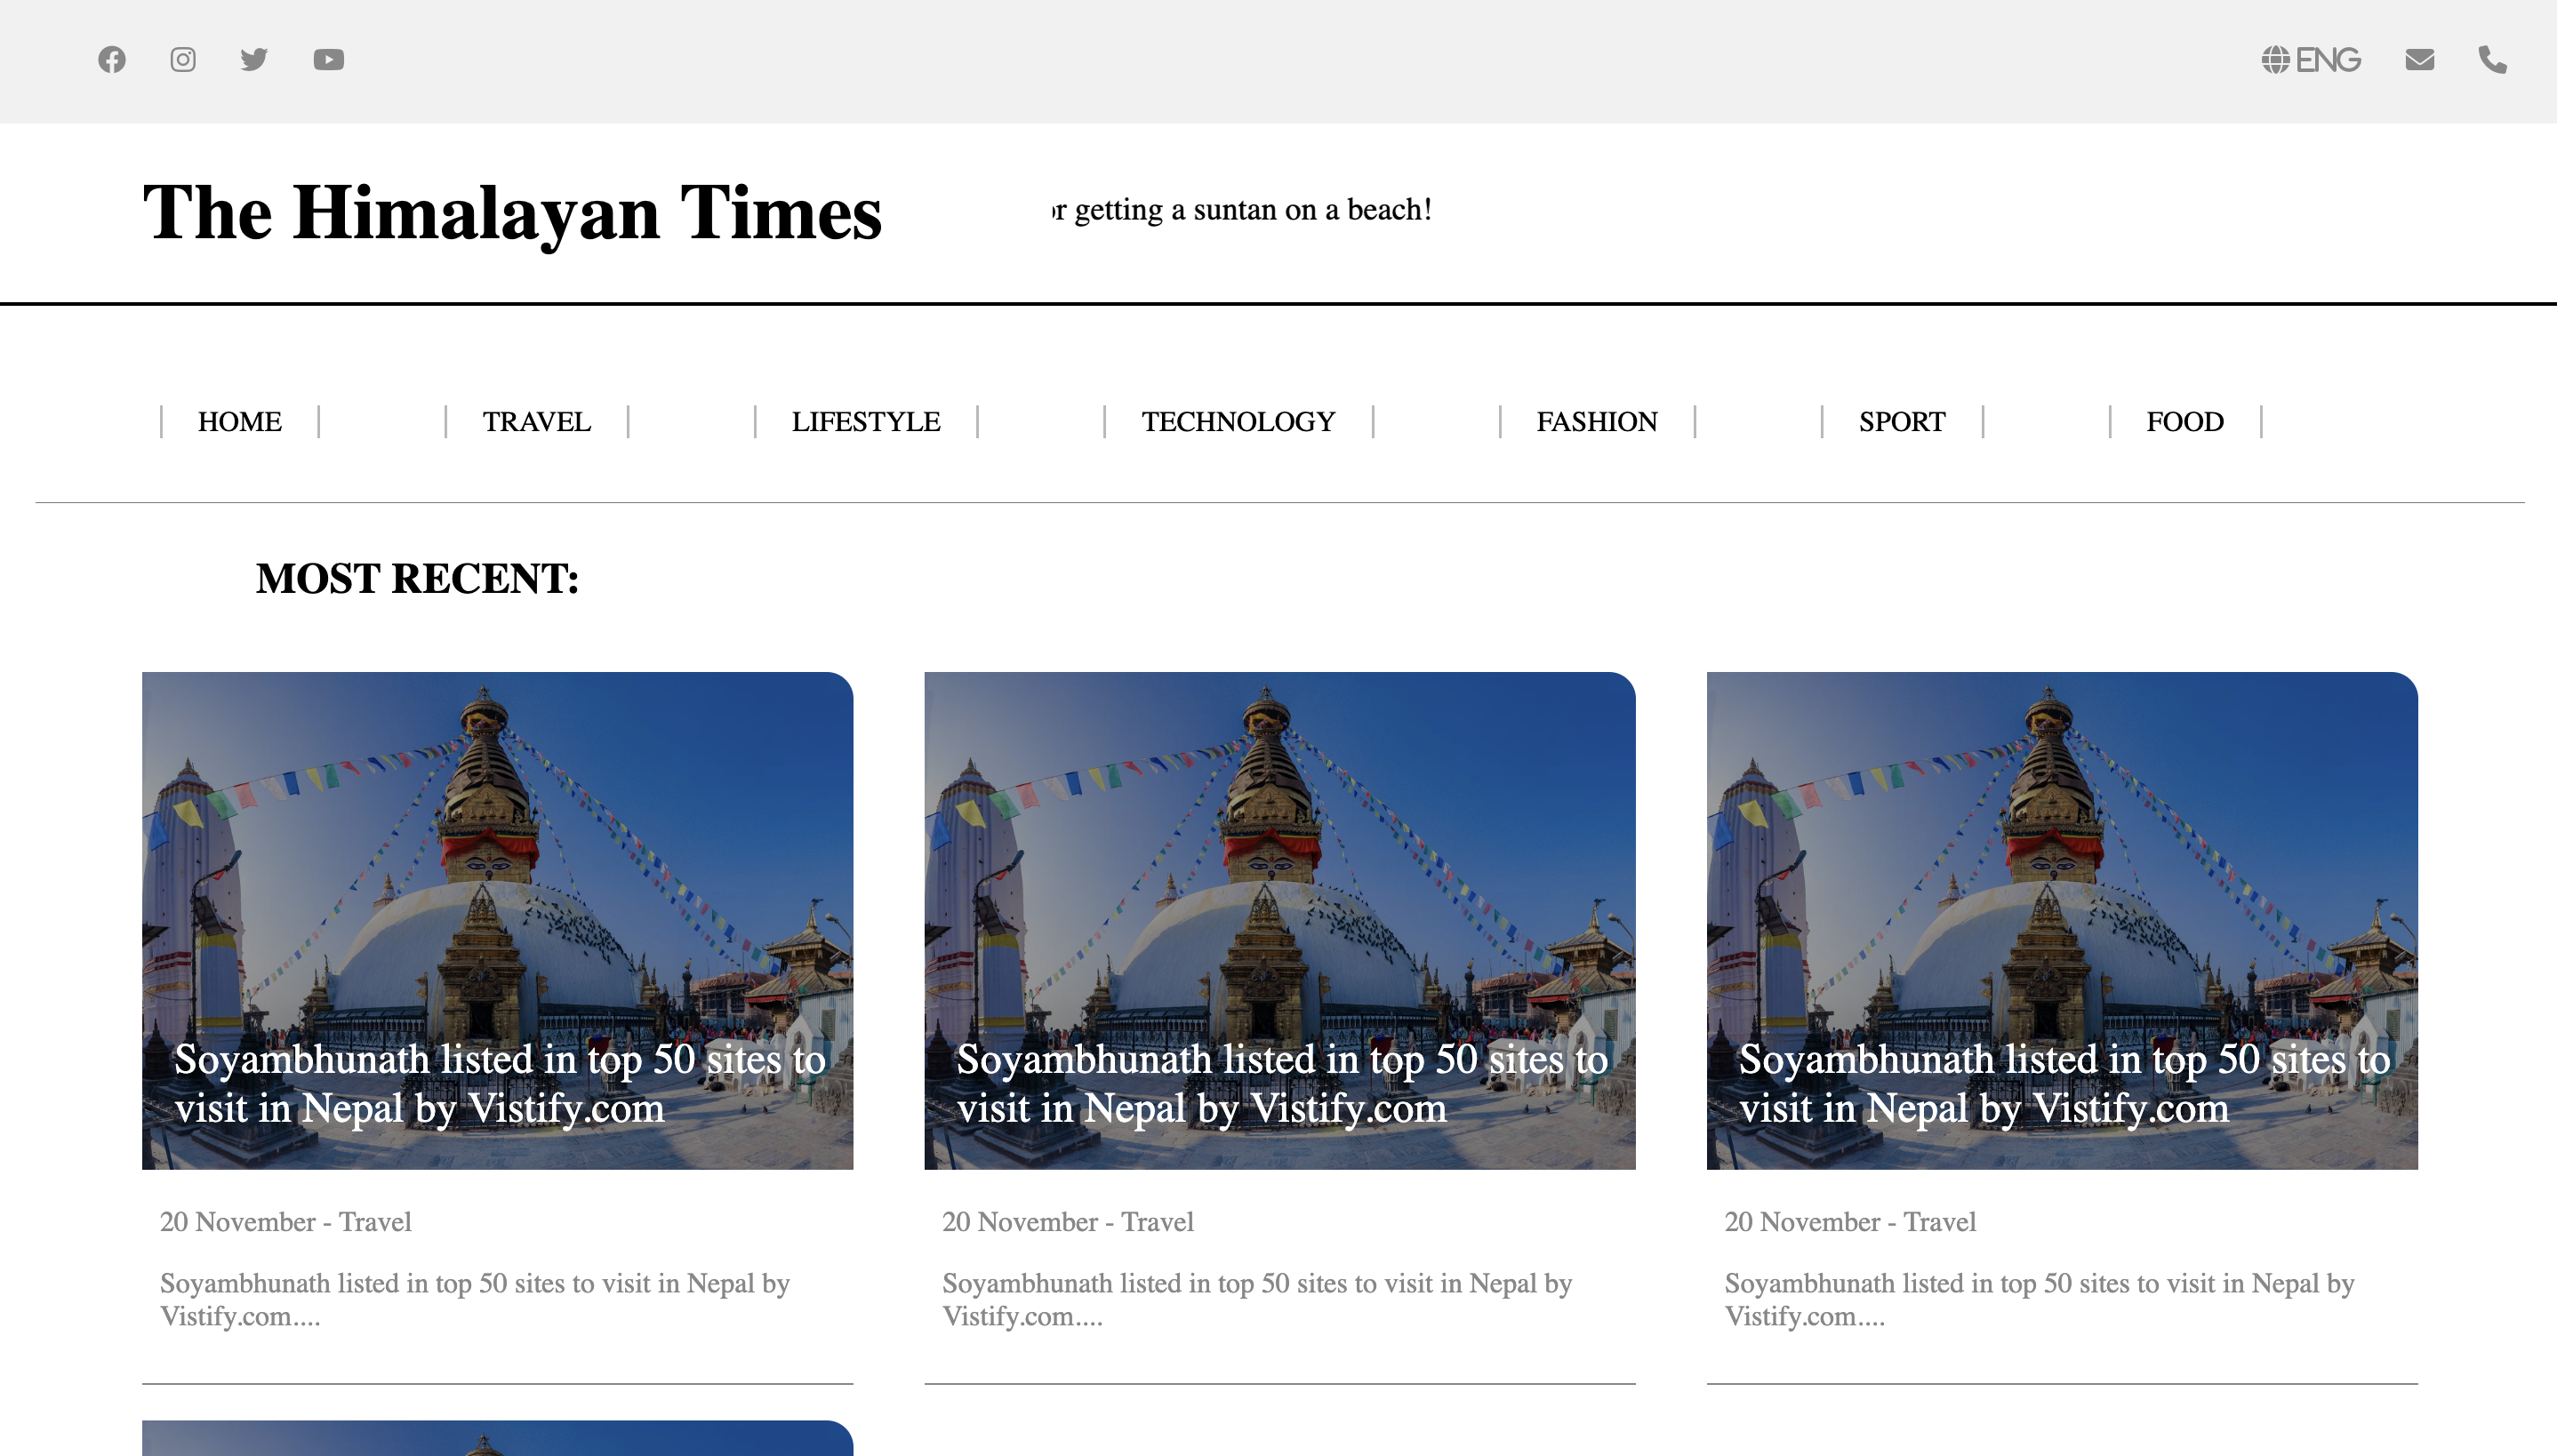 ENG
The Himalayan Times
r getting a suntan on a beach!
HOME
TRAVEL
LIFESTYLE
TECHNOLOGY
FASHION
SPORT
FOOD
MOST RECENT:
Soyambhunath listed in top 50 sites to
visit in Nepal by Vistify.com
20 November - Travel
Soyambhunath listed in top 50 sites to visit in Nepal by
Vistify.com....
Soyambhunath listed in top 50 sites to
visit in Nepal by Vistify.com
20 November - Travel
Soyambhunath listed in top 50 sites to visit in Nepal by
Vistify.com....
Soyambhunath listed in top 50 sites to
visit in Nepal by Vistify.com
20 November - Travel
Soyambhunath listed in top 50 sites to visit in Nepal by
Vistify.com....